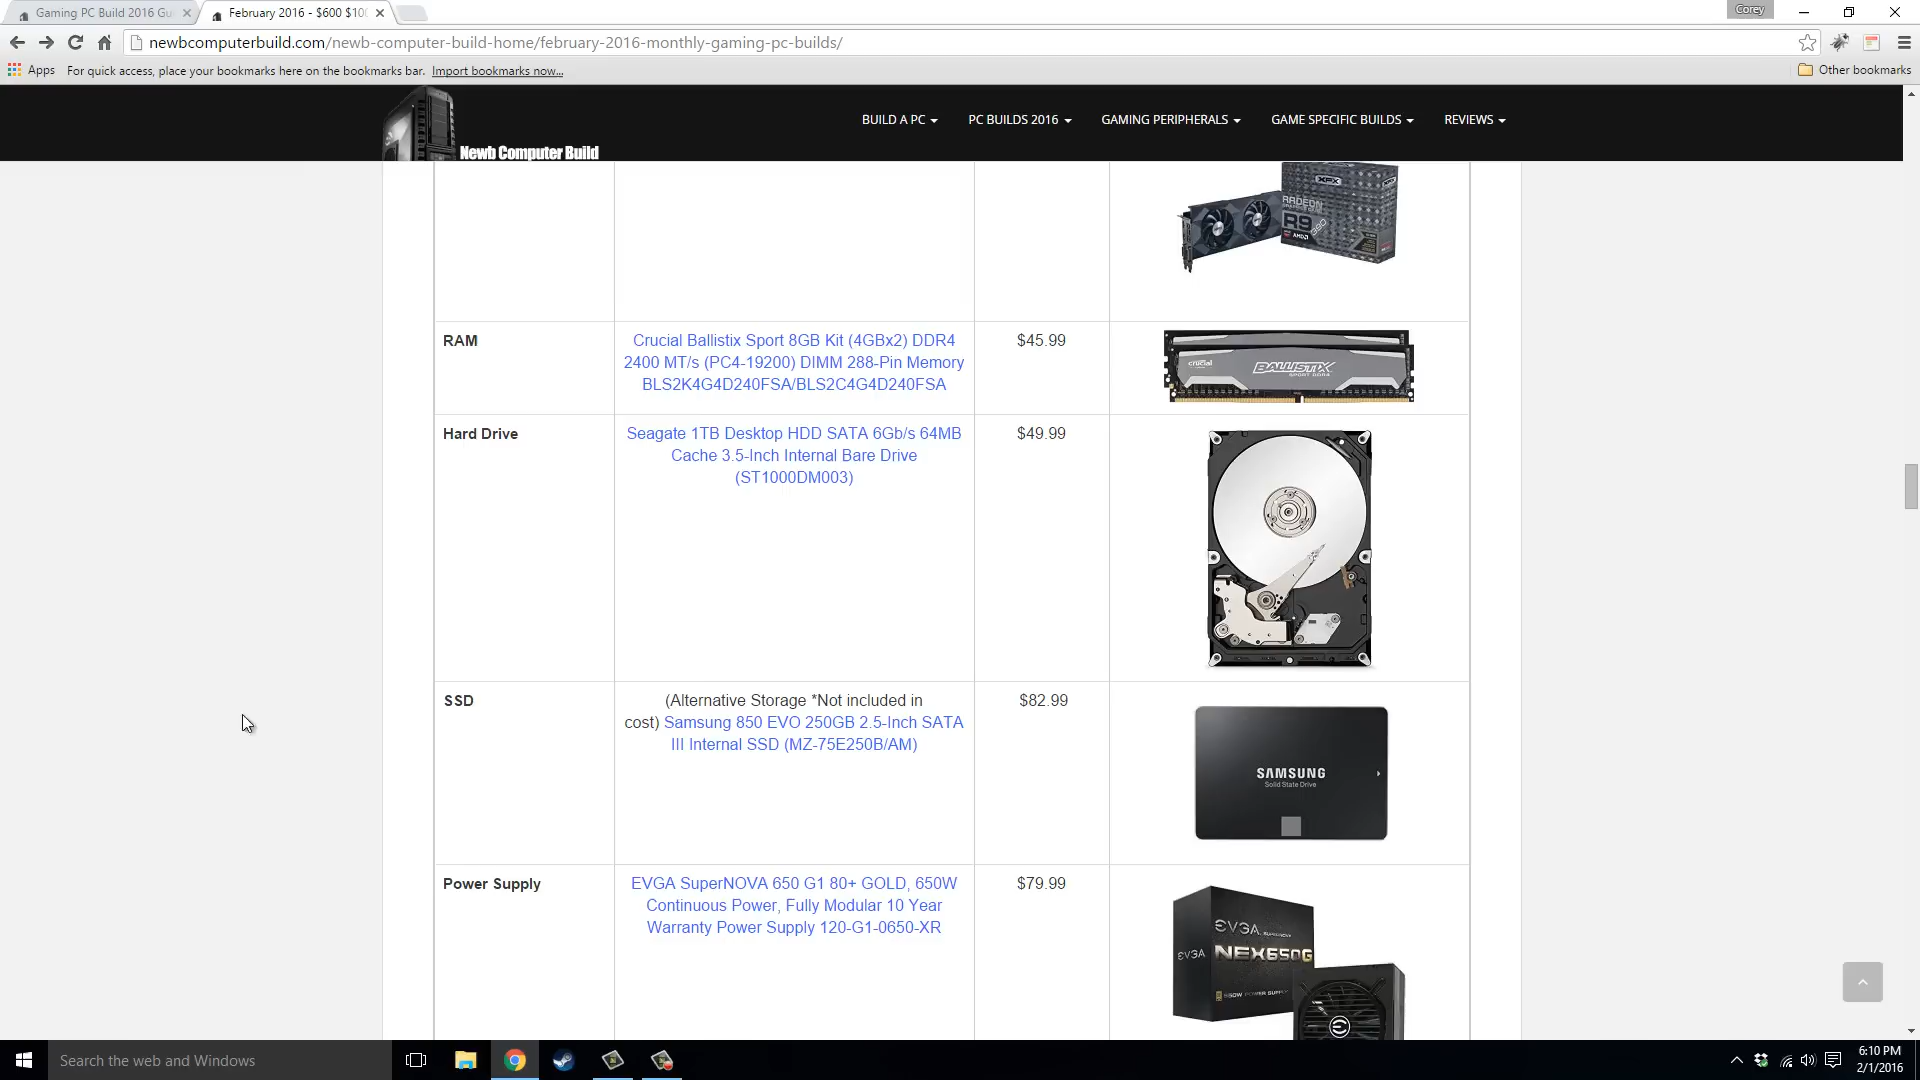 Gaming PC Build 2016 Gu
February 2016 - $600 $100
Corey
newbcomputerbuild.com/newb-computer-build-home/february-2016-monthly-gaming-pc-builds/
Apps For quick access, place your bookmarks here on the bookmarks bar. Import bookmarks now... Other bookmarks
Newb Computer Build
BUILD A PC PC BUILDS 2016 GAMING PERIPHERALS GAME SPECIFIC BUILDS REVIEWS
XFX
RADEON
R9
390
AMD
RAM
Crucial Ballistix Sport 8GB Kit (4GBx2) DDR4
2400 MT/s (PC4-19200) DIMM 288-Pin Memory
BLS2K4G4D240FSA/BLS2C4G4D240FSA
$45.99
crucial
BALLISTIX
SPORT DDR4
Hard Drive
Seagate 1TB Desktop HDD SATA 6Gb/s 64MB
Cache 3.5-Inch Internal Bare Drive
(ST1000DM003)
$49.99
SSD
(Alternative Storage *Not included in
cost) Samsung 850 EVO 250GB 2.5-Inch SATA
III Internal SSD (MZ-75E250B/AM)
$82.99
SAMSUNG
Solid State Drive
Power Supply
EVGA SuperNOVA 650 G1 80+ GOLD, 650W
Continuous Power, Fully Modular 10 Year
Warranty Power Supply 120-G1-0650-XR
$79.99
EVGA SUPERNOVA
EVGA NEX650G
650W POWER SUPPLY
Search the web and Windows
6:10 PM
2/1/2016